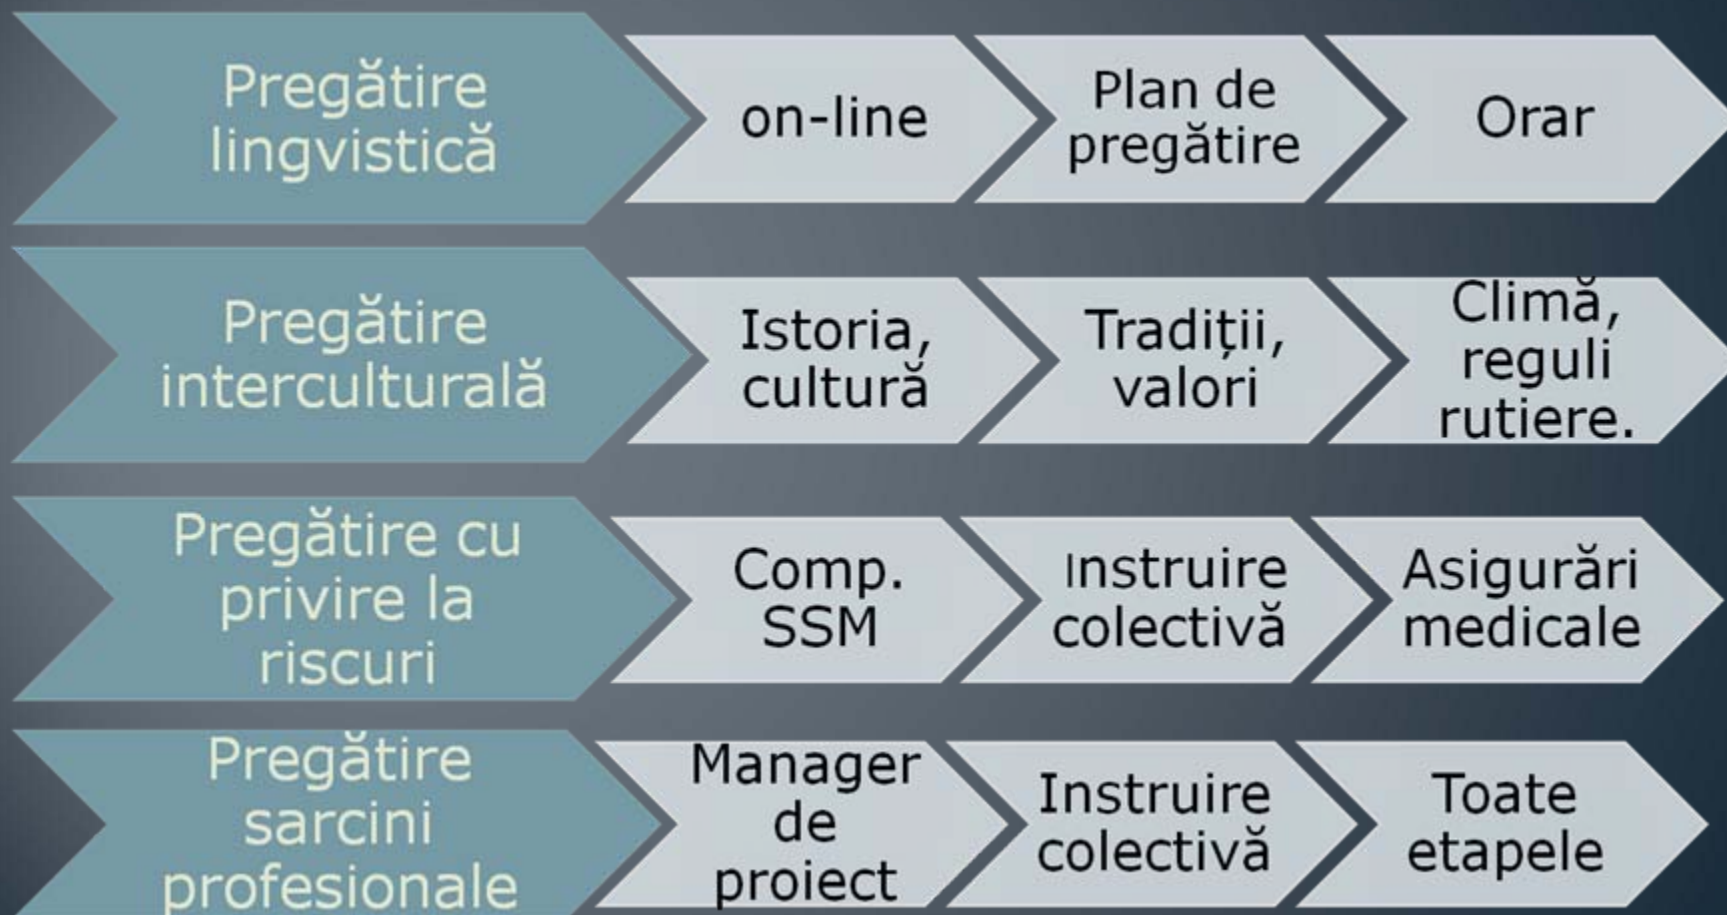 Pregătire
lingvistică
on-line
Plan de
pregătire
Orar
Pregătire
interculturală
Istoria,
cultură
Tradiții,
valori
Climă,
reguli
rutiere.
Pregătire cu
privire la
riscuri
Comp.
SSM
Instruire
colectivă
Asigurări
medicale
Pregătire
sarcini
profesionale
Manager
de
proiect
Instruire
colectivă
Toate
etapele